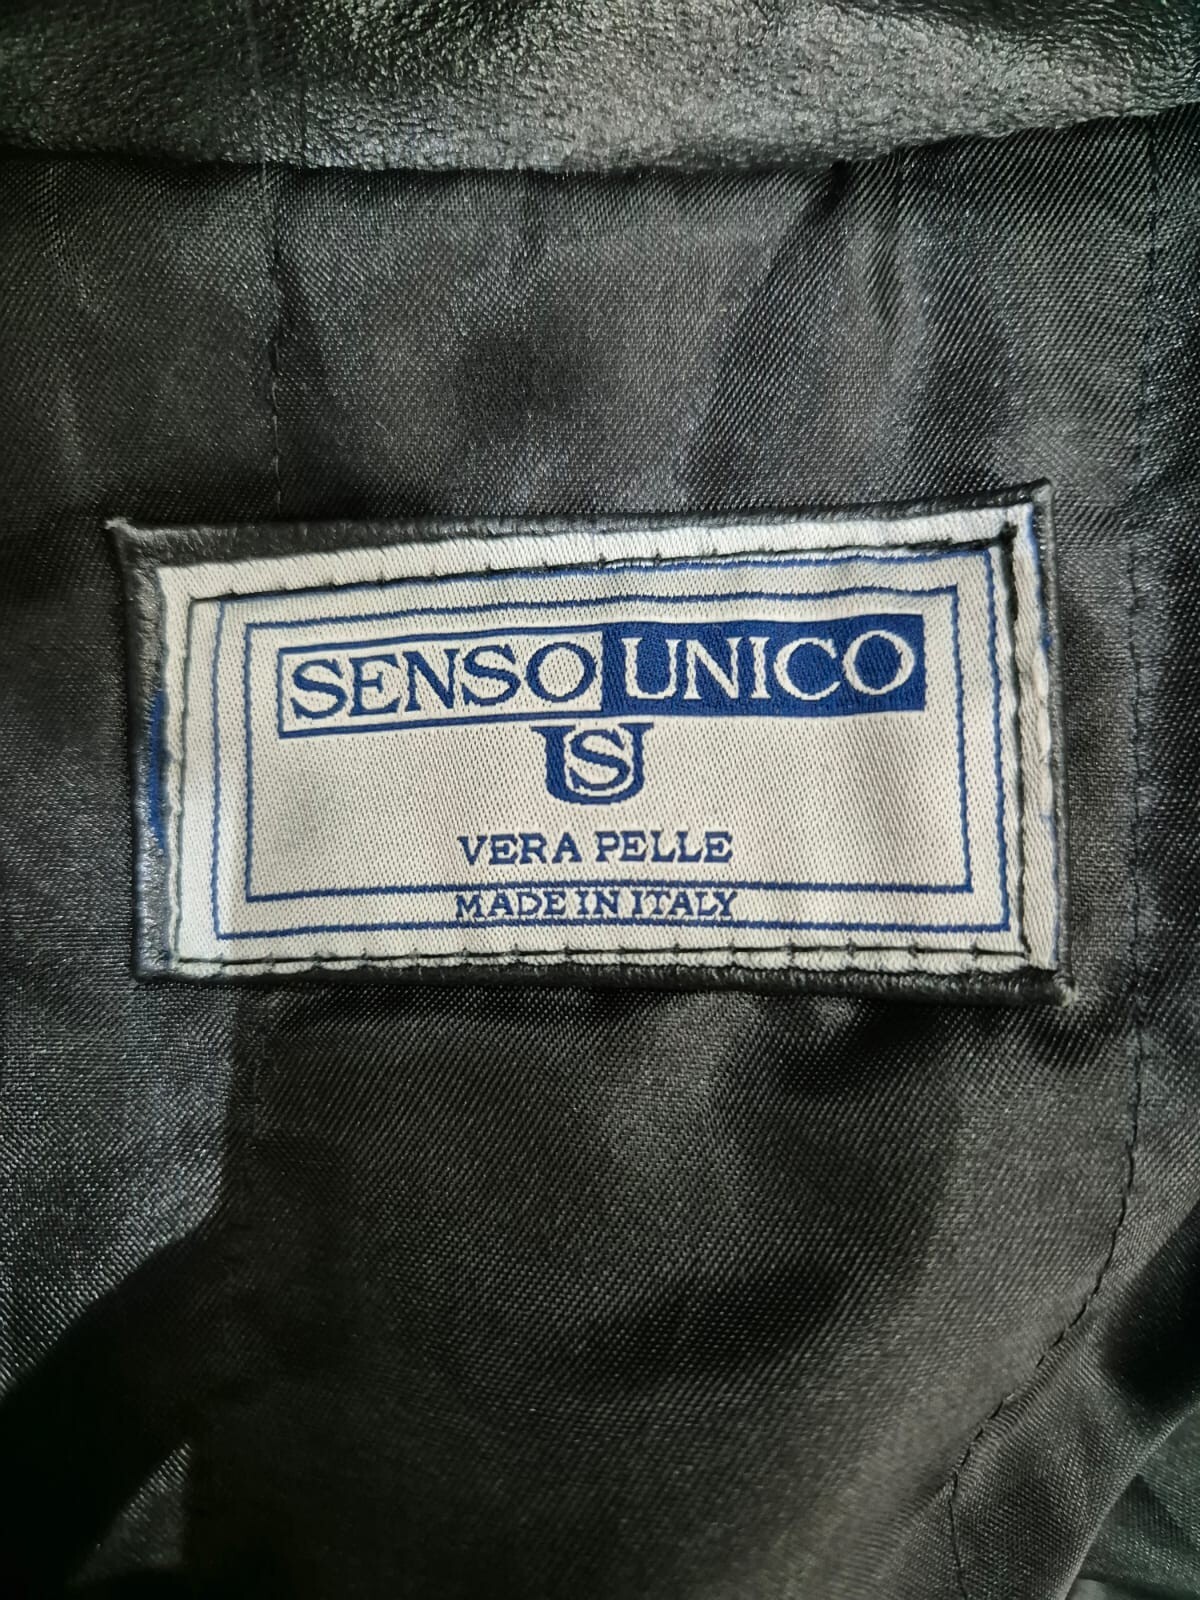 SENSO UNICO
US
VERA PELLE
MADE IN ITALY